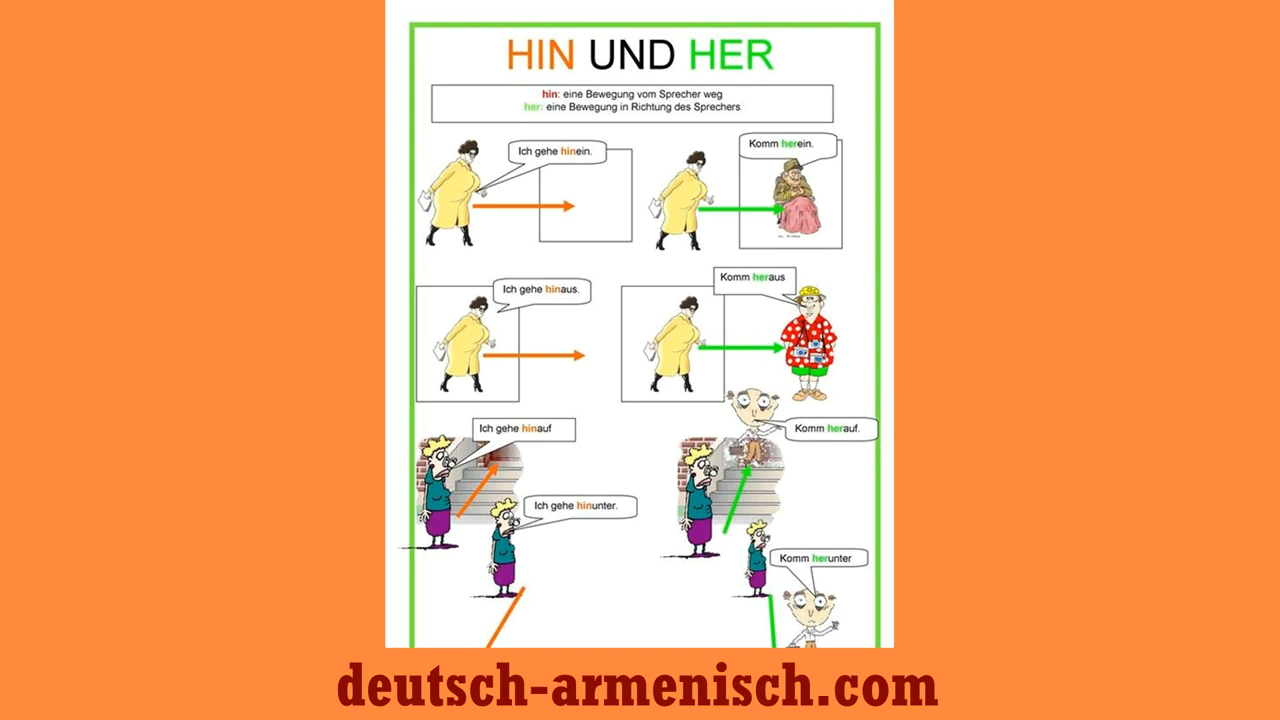 HIN UND HER
hin: eine Bewegung vom Sprecher weg
her: eine Bewegung in Richtung des Sprechers
Ich gehe hinein.
Komm herein.
Ich gehe hinaus.
Komm heraus
Ich gehe hinauf
Komm herauf.
Ich gehe hinunter.
Komm herunter
deutsch-armenisch.com